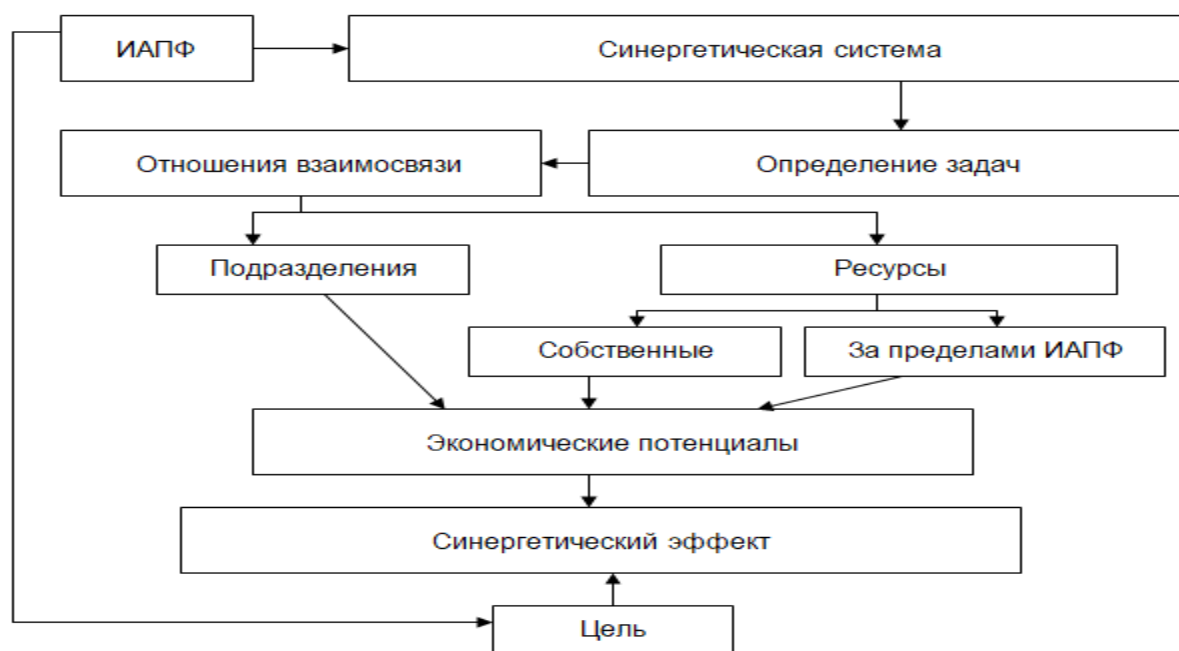 ИАПФ
Синергетическая система
Отношения взаимосвязи
Определение задач
Подразделения
Ресурсы
Собственные
За пределами ИАПФ
Экономические потенциалы
Синергетический эффект
Цель